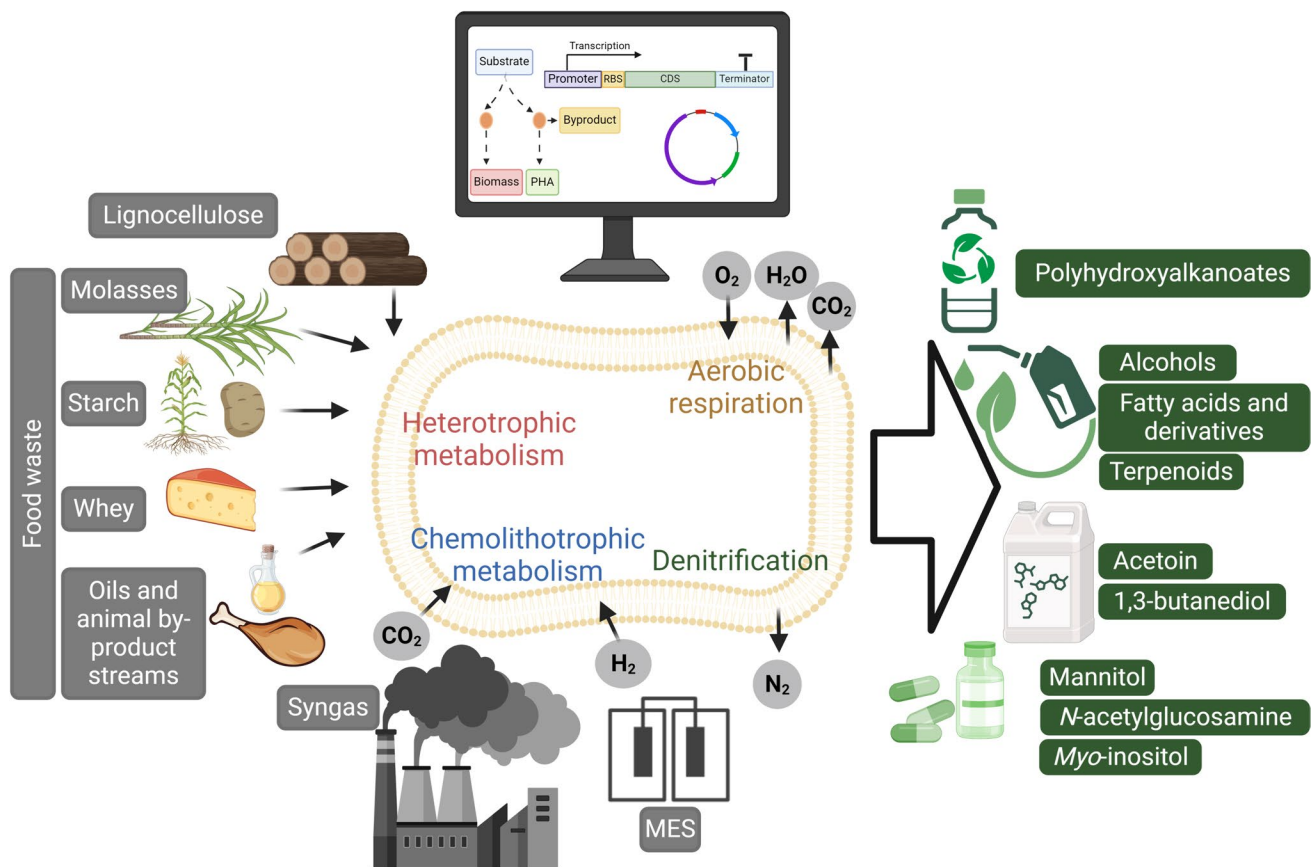 Transcription
Substrate
Promoter
RBS
CDS
Terminator
Byproduct
Biomass
PHA
Lignocellulose
Food waste
Molasses
Starch
Whey
Oils and
animal by-
product
streams
O₂
H₂O
CO₂
Aerobic
respiration
Heterotrophic
metabolism
Chemolithotrophic
metabolism
Denitrification
CO₂
H₂
N₂
Syngas
MES
Polyhydroxyalkanoates
Alcohols
Fatty acids and
derivatives
Terpenoids
Acetoin
1,3-butanediol
Mannitol
N-acetylglucosamine
Myo-inositol